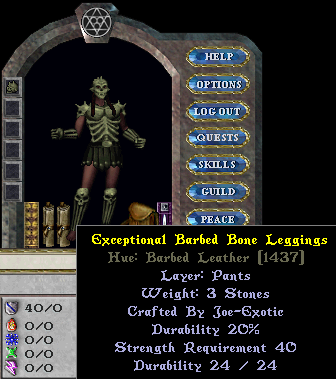 HELP
OPTIONS
LOG OUT
QUESTS
SKILLS
GUILD
PEACE
Exceptional Barbed Bone Leggings
Hue: Barbed Leather [1437]
Layer: Pants
Weight: 3 Stones
Crafted By Joe-Exotic
Durability 20%
Strength Requirement 40
Durability 24 / 24
40/0
0/0
0/0
0/0
0/0